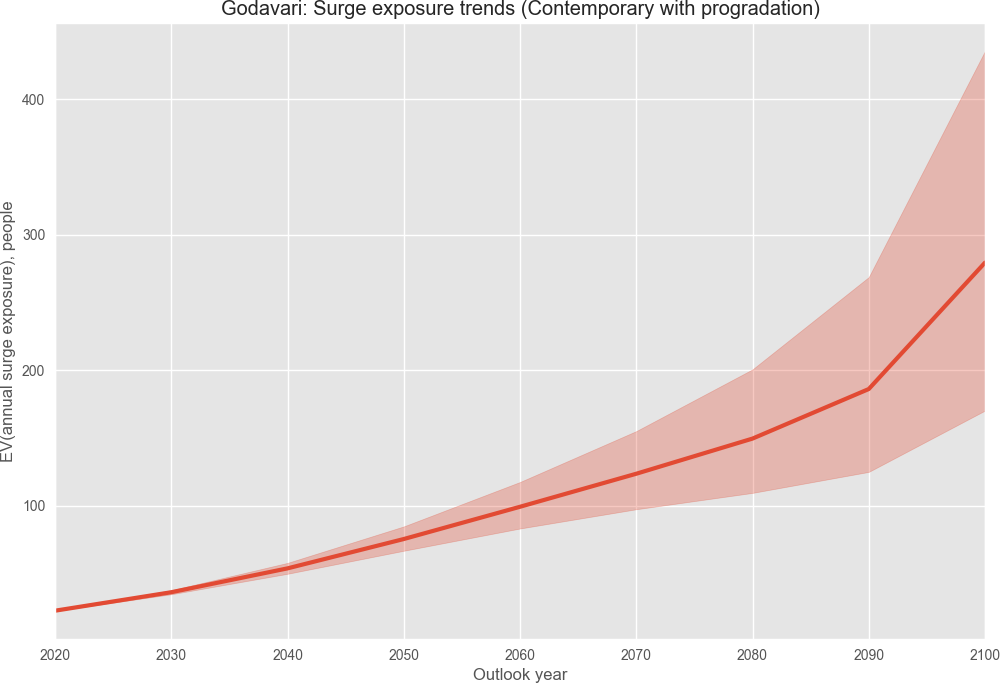 Godavari: Surge exposure trends (Contemporary with progradation)
EV(annual surge exposure), people
400
300
200
100
2020 2030 2040 2050 2060 2070 2080 2090 2100
Outlook year